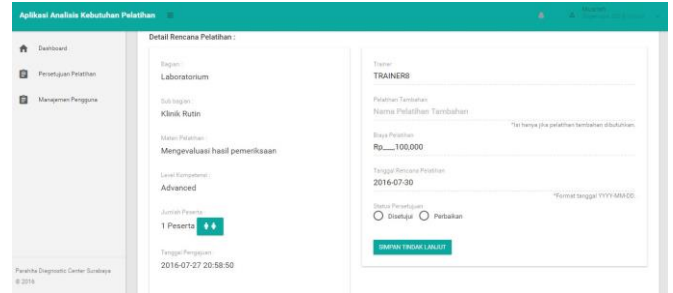 Aplikasi Analisis Kebutuhan Pelatihan
Dashboard
Persetujuan Pelatihan
Manajemen Pengguna
Parahita Diagnostic Center Surabaya
© 2016
Detail Rencana Pelatihan :
Bagian :
Laboratorium
Sub bagian :
Klinik Rutin
Materi Pelatihan :
Mengevaluasi hasil pemeriksaan
Level Kompetensi :
Advanced
Jumlah Peserta :
1 Peserta
Tanggal Pengajuan :
2016-07-27 20:58:50
Trainer
TRAINER8
Pelatihan Tambahan
Nama Pelatihan Tambahan
*Isi hanya jika pelatihan tambahan dibutuhkan
Biaya Pelatihan
Rp___100,000
Tanggal Rencana Pelatihan
2016-07-30
*Format tanggal YYYY-MM-DD
Status Persetujuan
Disetujui Perbaikan
SIMPAN TINDAK LANJUT